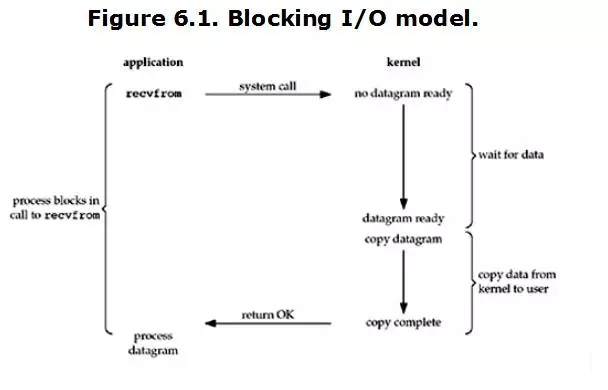 Figure 6.1. Blocking I/O model.
application
kernel
recvfrom
system call
no datagram ready
wait for data
process blocks in
call to recvfrom
datagram ready
copy datagram
copy data from
kernel to user
return OK
copy complete
process
datagram